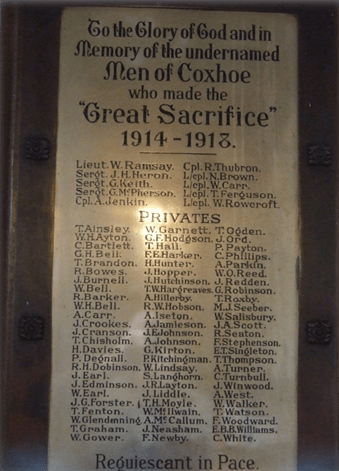 To the Glory of God and in
Memory of the undernamed
Men of Coxhoe
who made the
"Great Sacrifice"
1914-1918.
Lieut. W. Ramsay. Cpl. R. Thubron.
Sergt. J. H. Heron. L/cpl. N. Brown.
Sergt. G. Keith. L/cpl. W. Carr.
Sergt. G. McPherson. L/cpl. T. Ferguson.
Cpl. A. Jenkin. L/cpl. W. Rowcroft.
PRIVATES
T. Ainsley. W. Garnett. T. Ogden.
W. H. Ayton. G. F. Hodgson. J. Ord.
C. Bartlett. T. Hall. P. Payton.
G. H. Bell. F. E. Harker. C. Phillips.
T. Brandon. H. Hunter. A. Parkin.
R. Bowes. J. Hopper. W. O. Reed.
J. Burnell. J. Hutchinson. J. Redden.
W. Bell. T. W. Hargreaves. G. Robinson.
R. Barker. A. Hillerby. T. Roxby.
W. H. Bell. R. W. Hobson. M. J. Seeber.
A. Carr. A. Iseton. W. Salisbury.
J. Crookes. A. Jameson. J. A. Scott.
J. Cranson. J. E. Johnson. R. Seaton.
T. Chisholm. A. Johnson. F. Stephenson.
H. Davies. G. Kirton. E. T. Singleton.
P. Degnall. P. Kitchingman. T. Thompson.
R. H. Dobinson. W. Lindsay. A. Turner.
J. Earl. S. Langhorn. C. Turnbull.
J. Edminson. J. R. Layton. J. Winwood.
W. Earl. J. Liddle. A. West.
J. G. Forster. T. H. Moyle. W. Walker.
T. Fenton. W. McIlwain. T. Watson.
W. Glendenning. A. McCallum. F. Woodward.
T. Graham. J. Neasham. E. B. B. Williams.
W. Gower. F. Newby. C. White.
Requiescant in Pace.